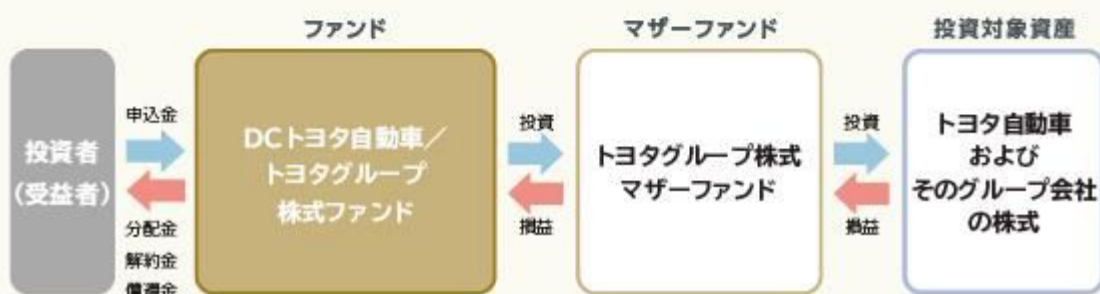 ファンド
マザーファンド
投資対象資産
投資者
(受益者)
申込金
分配金
解約金
償還金
DCトヨタ自動車／
トヨタグループ
株式ファンド
投資
損益
トヨタグループ株式
マザーファンド
投資
損益
トヨタ自動車
および
そのグループ会社
の株式